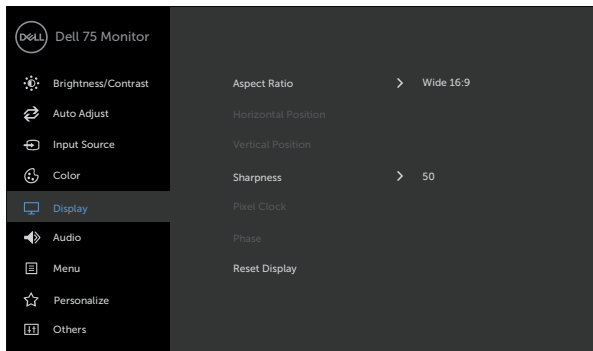 DELL Dell 75 Monitor
Brightness/Contrast
Auto Adjust
Input Source
Color
Display
Audio
Menu
Personalize
Others
Aspect Ratio Wide 16:9
Horizontal Position
Vertical Position
Sharpness 50
Pixel Clock
Phase
Reset Display